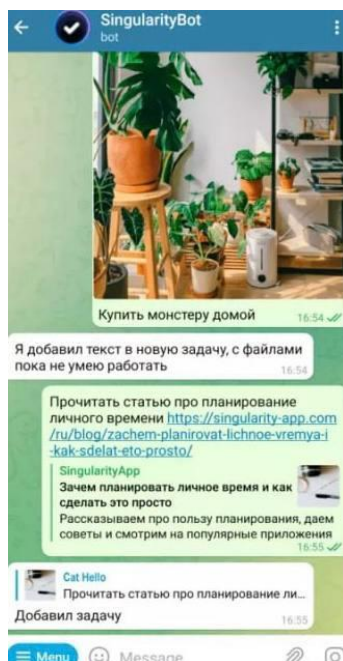 SingularityBot
bot
Купить монстеру домой 16:54
Я добавил текст в новую задачу, с файлами
пока не умею работать 16:54
Прочитать статью про планирование
личного времени https://singularity-app.com
/ru/blog/zachem-planirovat-lichnoe-vremya-i
-kak-sdelat-eto-prosto/
SingularityApp
Зачем планировать личное время и как
сделать это просто
Рассказываем про пользу планирования, даем
советы и смотрим на популярные приложения
16:55
Cat Hello
Прочитать статью про планирование ли...
Добавил задачу 16:55
Menu Message